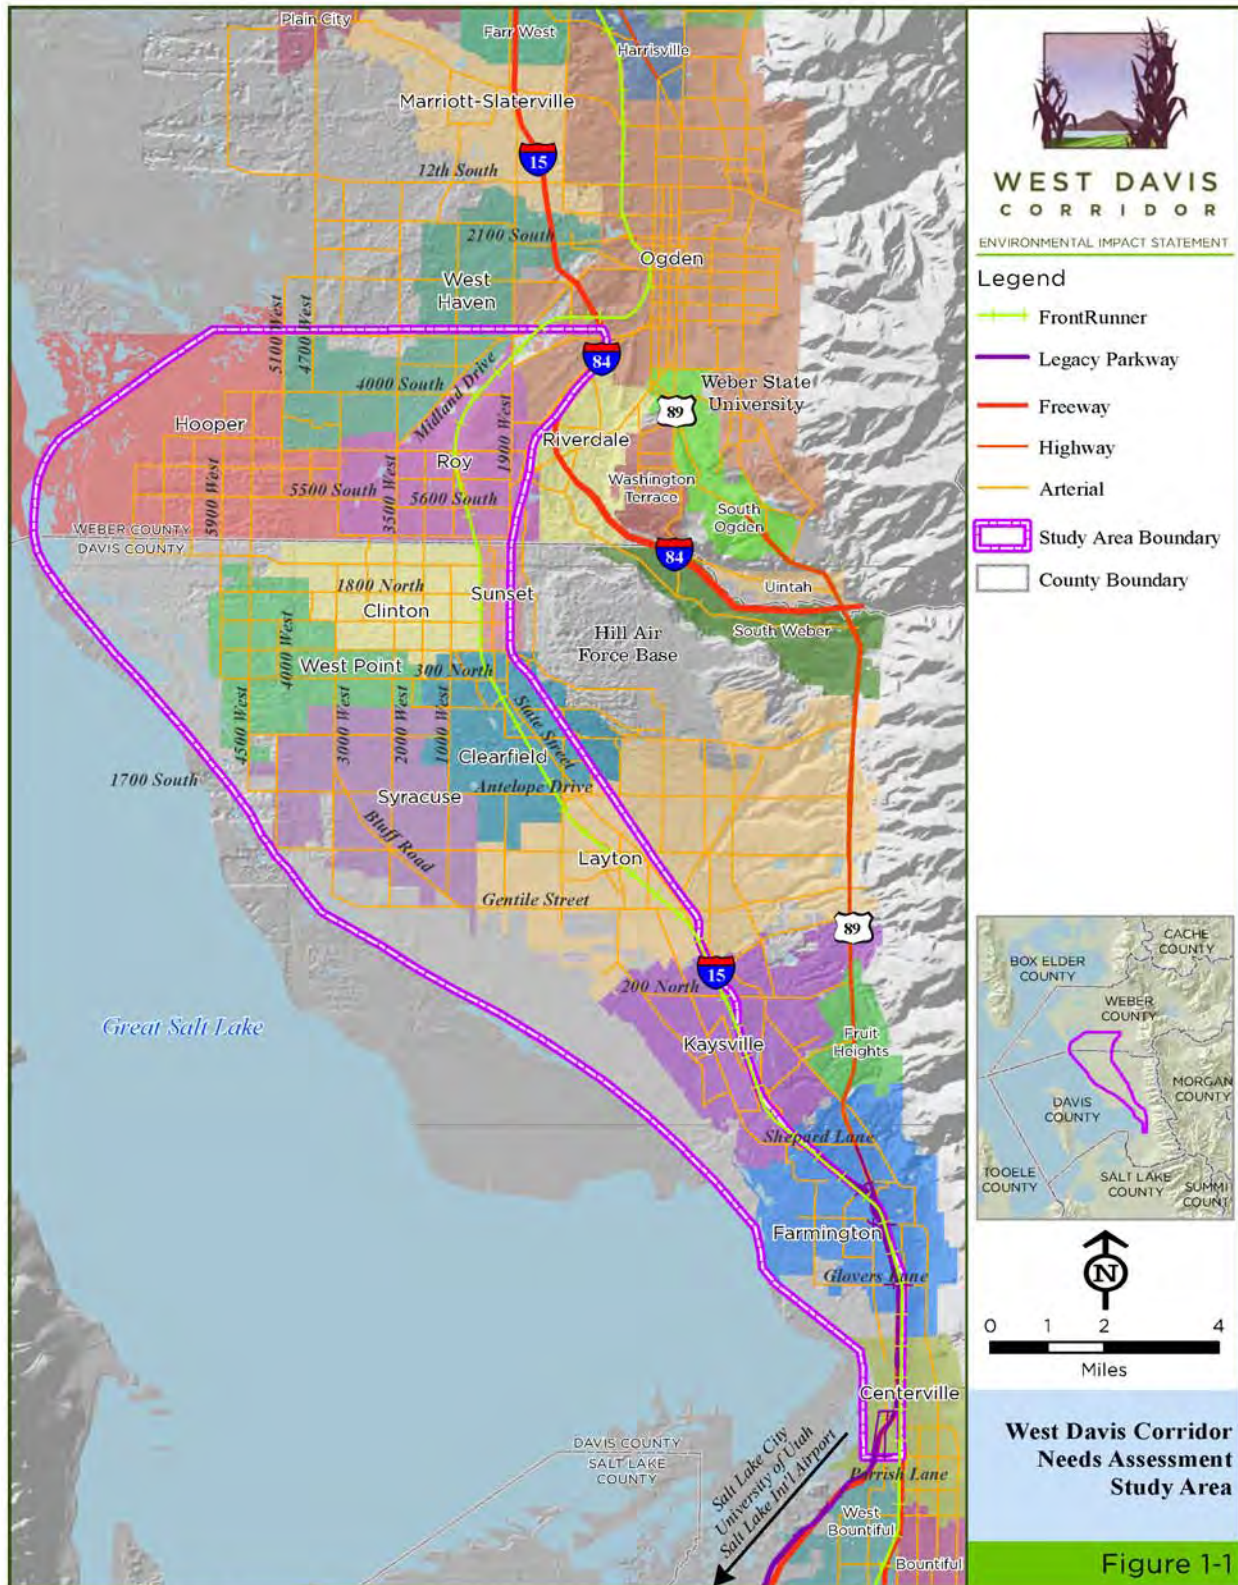 Plain City
Farr West
Harrisville
Marriott-Slaterville
15
12th South
2100 South
Ogden
West
Haven
5100 West
4700 West
84
4000 South
Midland Drive
89
Weber State
University
Hooper
1900 West
Riverdale
Roy
Washington
Terrace
5900 West
5500 South
3500 West
5600 South
South
Ogden
WEBER COUNTY
DAVIS COUNTY
84
1800 North
Sunset
Uintah
Clinton
South Weber
Hill Air
Force Base
4000 West
West Point
300 North
4500 West
3000 West
2000 West
1000 West
State Street
Clearfield
1700 South
Antelope Drive
Syracuse
Bluff Road
Layton
Gentile Street
89
15
200 North
Great Salt Lake
Kaysville
Fruit
Heights
Shepard Lane
Farmington
Glovers Lane
Centerville
DAVIS COUNTY
SALT LAKE
COUNTY
Parrish Lane
Salt Lake City
University of Utah
Salt Lake Int'l Airport
West
Bountiful
Bountiful
WEST DAVIS
CORRIDOR
ENVIRONMENTAL IMPACT STATEMENT
Legend
FrontRunner
Legacy Parkway
Freeway
Highway
Arterial
Study Area Boundary
County Boundary
CACHE
COUNTY
BOX ELDER
COUNTY
WEBER
COUNTY
MORGAN
COUNTY
DAVIS
COUNTY
TOOELE
COUNTY
SALT LAKE
COUNTY
SUMMI
COUNT
N
0 1 2 4
Miles
West Davis Corridor
Needs Assessment
Study Area
Figure 1-1